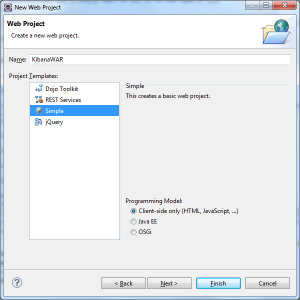 New Web Project
Web Project
Create a new web project.
Name KibanaWAR
Project Templates:
Dojo Toolkit
REST Services
Simple
jQuery
Simple
This creates a basic web project.
Programming Model:
Client-side only (HTML, JavaScript, ...)
Java EE
OSGi
? < Back Next > Finish Cancel